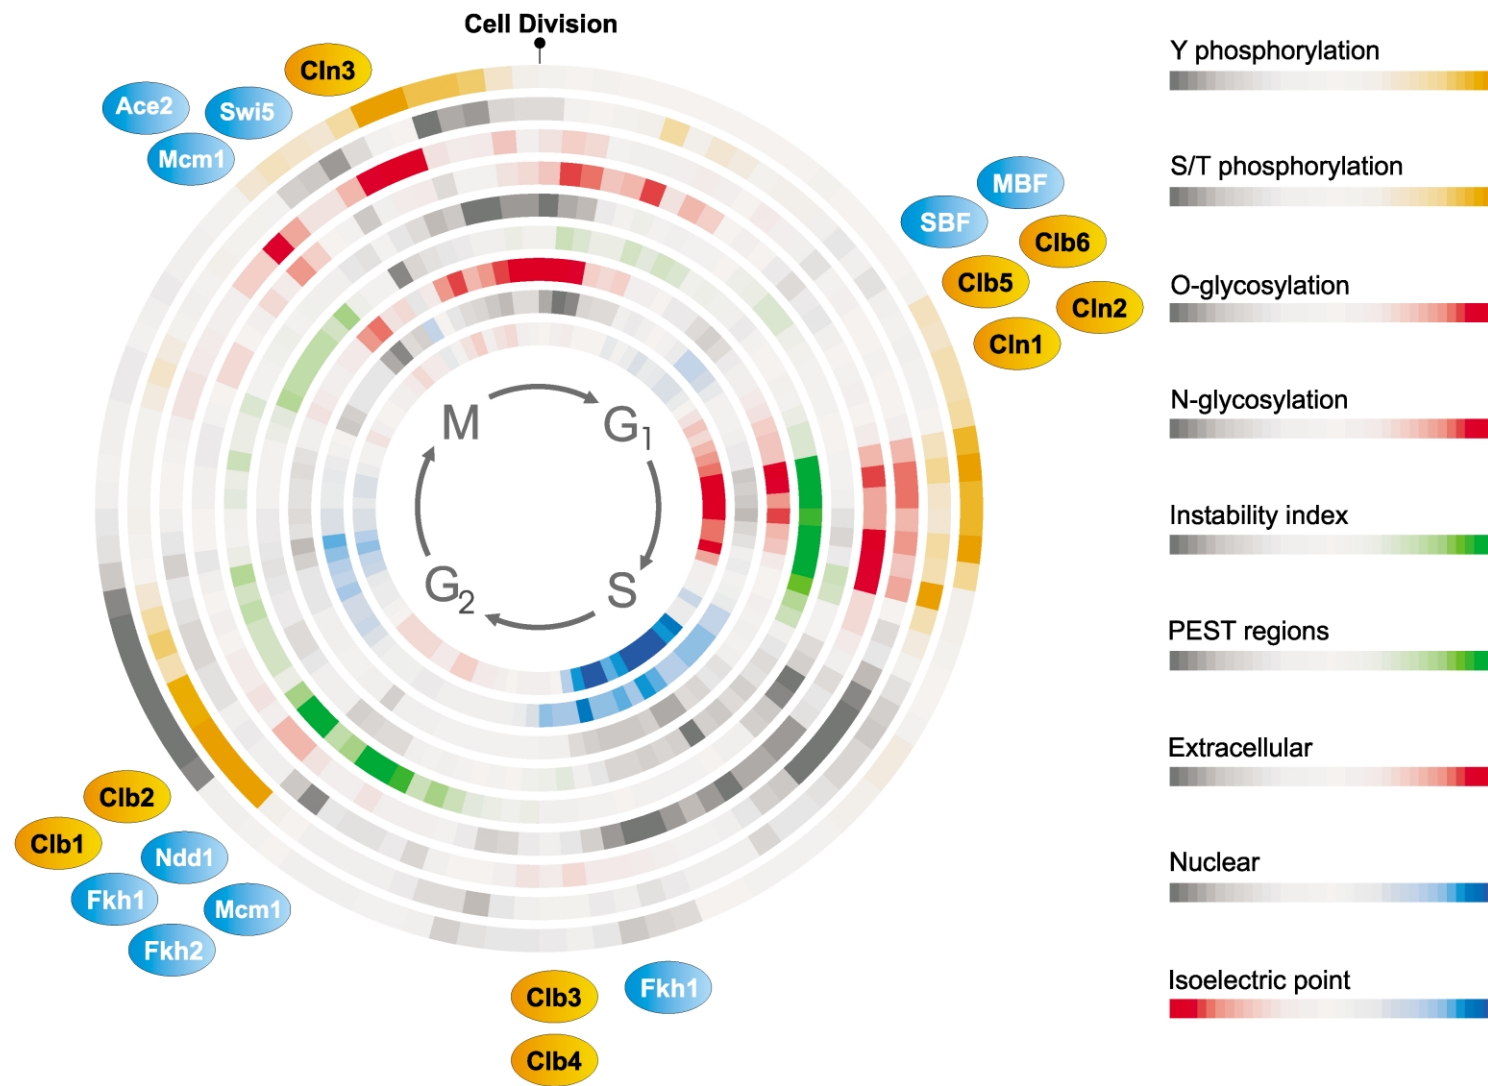 Cell Division
Cln3
Ace2
Swi5
Mcm1
MBF
SBF
Clb6
Clb5
Cln2
Cln1
M
G1
S
G2
Clb2
Clb1
Ndd1
Fkh1
Mcm1
Fkh2
Clb3
Fkh1
Clb4
Y phosphorylation
S/T phosphorylation
O-glycosylation
N-glycosylation
Instability index
PEST regions
Extracellular
Nuclear
Isoelectric point